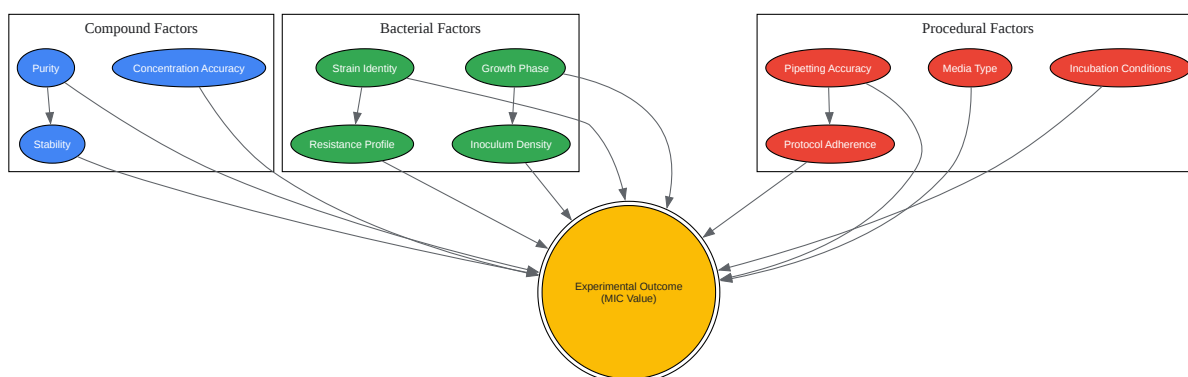 Compound Factors
Bacterial Factors
Procedural Factors
Purity
Concentration Accuracy
Strain Identity
Growth Phase
Pipetting Accuracy
Media Type
Incubation Conditions
Stability
Resistance Profile
Inoculum Density
Protocol Adherence
Experimental Outcome
(MIC Value)